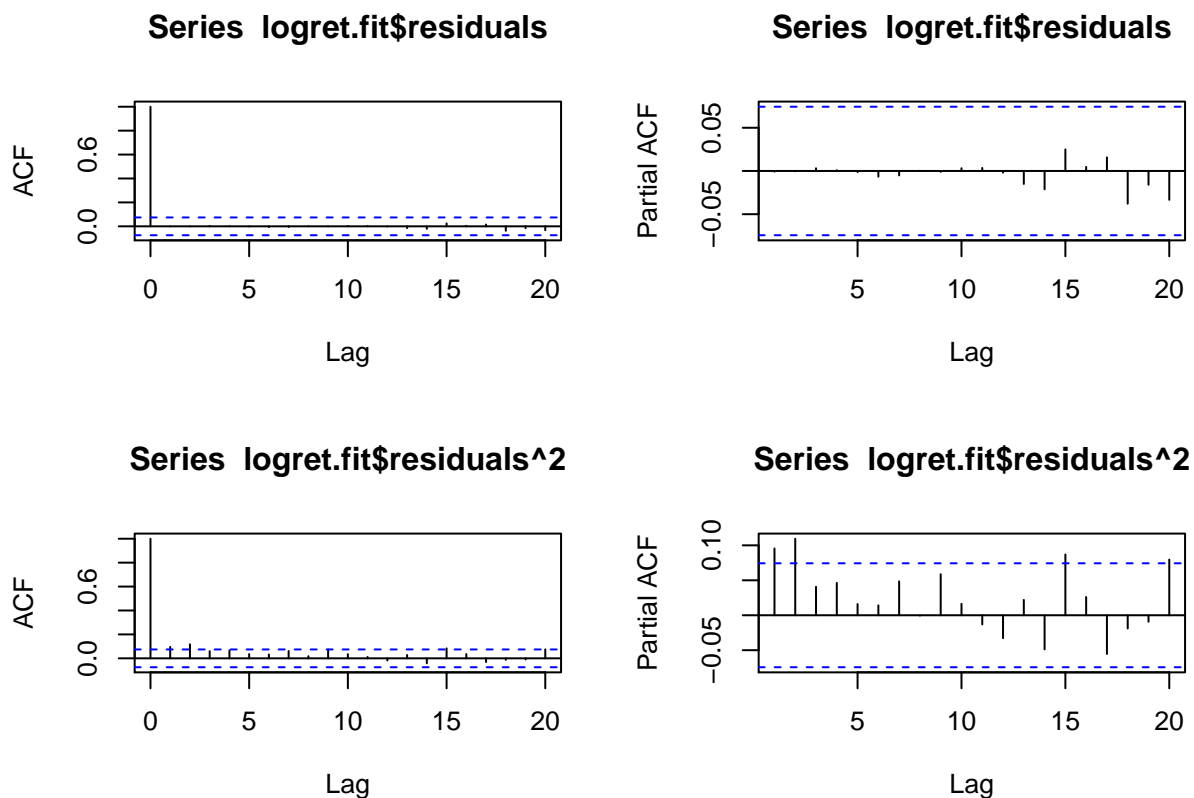 Series logret.fit$residuals
ACF
0.0 0.6
0 5 10 15 20
Lag
Series logret.fit$residuals
Partial ACF
−0.05 0.05
5 10 15 20
Lag
Series logret.fit$residuals^2
ACF
0.0 0.6
0 5 10 15 20
Lag
Series logret.fit$residuals^2
Partial ACF
−0.05 0.10
5 10 15 20
Lag